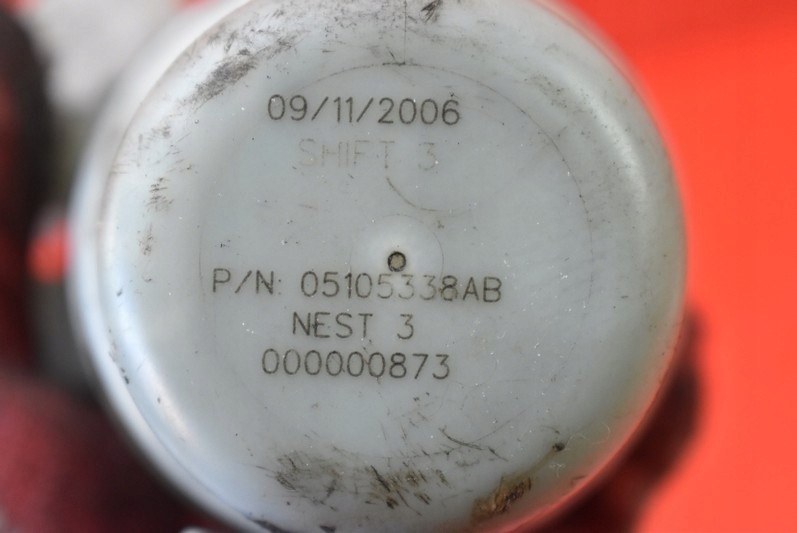 09/11/2006
SHIFT 3
P/N: 05105338AB
NEST 3
000000873